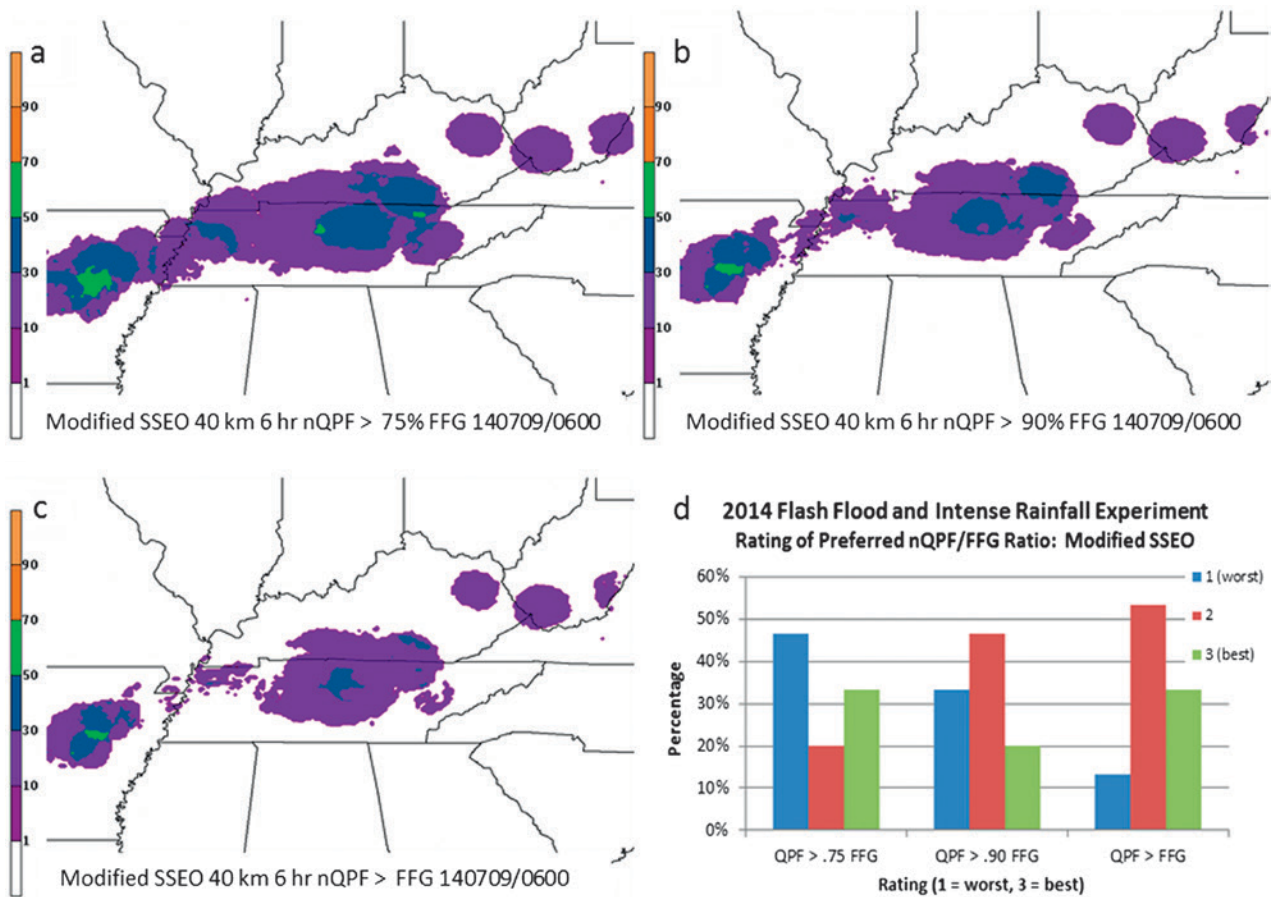 a
90
70
50
30
10
1
Modified SSEO 40 km 6 hr nQPF > 75% FFG 140709/0600
b
90
70
50
30
10
1
Modified SSEO 40 km 6 hr nQPF > 90% FFG 140709/0600
c
90
70
50
30
10
1
Modified SSEO 40 km 6 hr nQPF > FFG 140709/0600
d
2014 Flash Flood and Intense Rainfall Experiment
Rating of Preferred nQPF/FFG Ratio: Modified SSEO
60%
50%
40%
30%
20%
10%
0%
Percentage
1 (worst)
2
3 (best)
QPF > .75 FFG
QPF > .90 FFG
QPF > FFG
Rating (1 = worst, 3 = best)